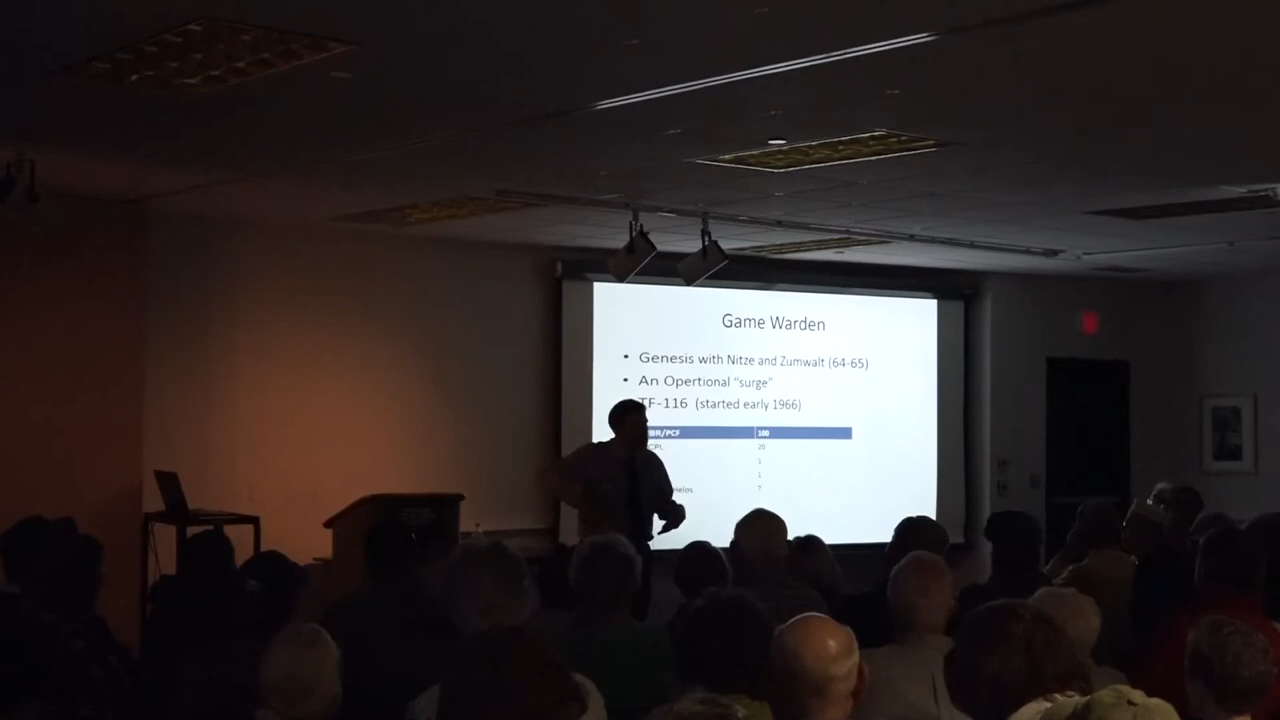 Game Warden
• Genesis with Nitze and Zumwalt (64-65)
• An Opertional “surge”
TF-116 (started early 1966)
PBR/PCF 100
20
1
1
Helos 7